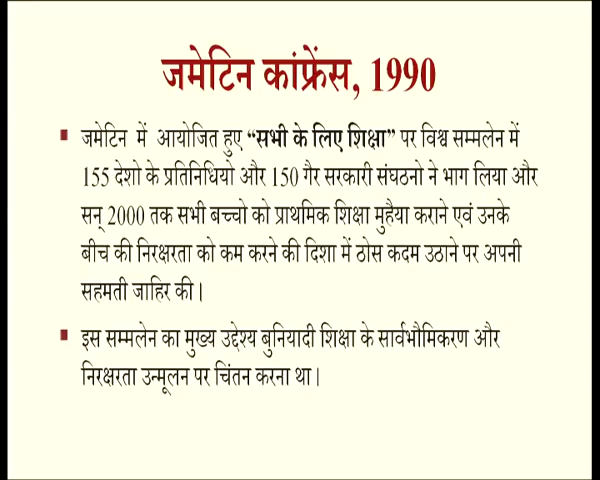 जमेटिन कांफ्रेंस, 1990
जमेटिन में आयोजित हुए “सभी के लिए शिक्षा” पर विश्व सम्मलेन में
155 देशो के प्रतिनिधियो और 150 गैर सरकारी संघठनो ने भाग लिया और
सन् 2000 तक सभी बच्चो को प्राथमिक शिक्षा मुहैया कराने एवं उनके
बीच की निरक्षरता को कम करने की दिशा में ठोस कदम उठाने पर अपनी
सहमती जाहिर की।
इस सम्मलेन का मुख्य उद्देश्य बुनियादी शिक्षा के सार्वभौमिकरण और
निरक्षरता उन्मूलन पर चिंतन करना था।